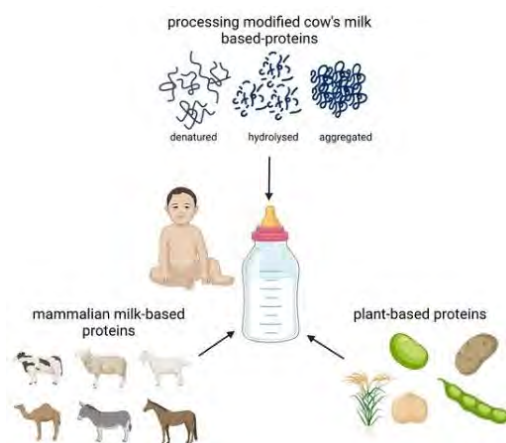 processing modified cow's milk
based-proteins
denatured
hydrolysed
aggregated
mammalian milk-based
proteins
plant-based proteins